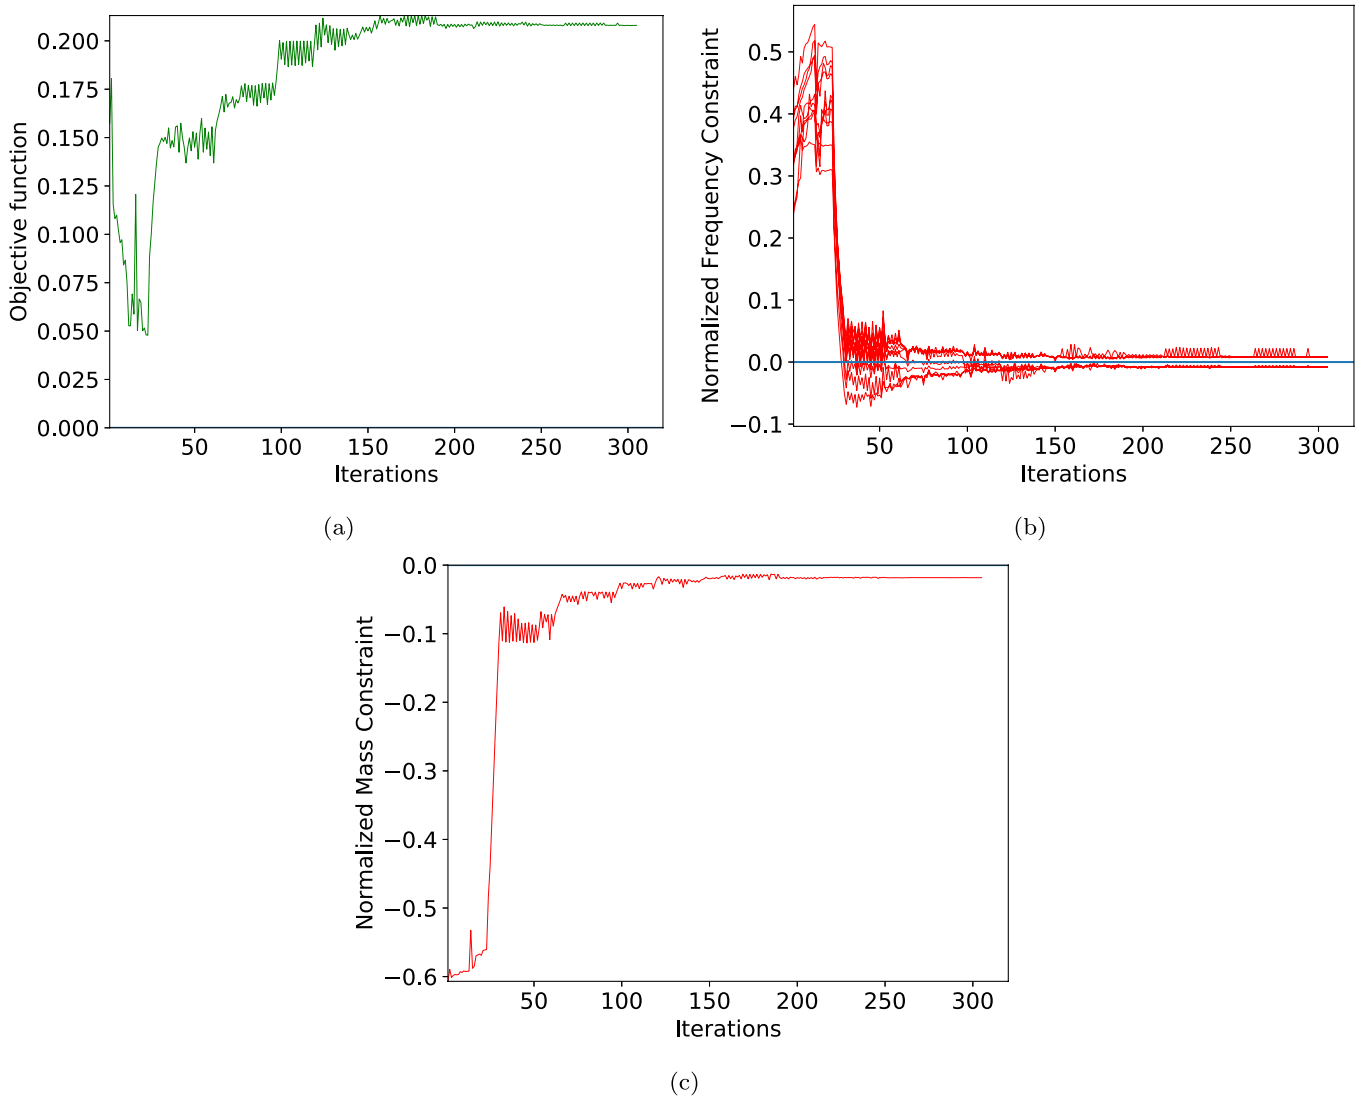 Objective function
0.200
0.175
0.150
0.125
0.100
0.075
0.050
0.025
0.000
50 100 150 200 250 300
Iterations
(a)
Normalized Frequency Constraint
0.5
0.4
0.3
0.2
0.1
0.0
−0.1
50 100 150 200 250 300
Iterations
(b)
Normalized Mass Constraint
0.0
−0.1
−0.2
−0.3
−0.4
−0.5
−0.6
50 100 150 200 250 300
Iterations
(c)